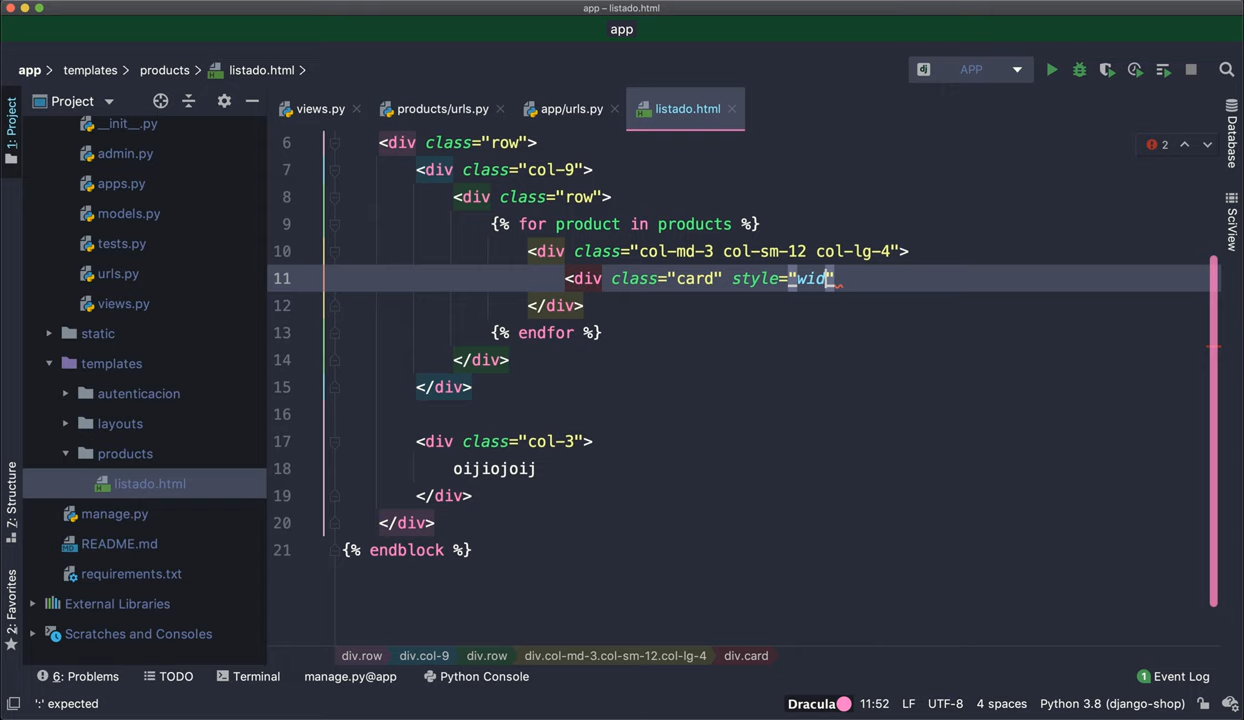 app – listado.html
app
app
templates
products
listado.html
dj
APP
1: Project
Project
views.py
products/urls.py
app/urls.py
listado.html
__init__.py
admin.py
apps.py
models.py
tests.py
urls.py
views.py
static
templates
autenticacion
layouts
products
listado.html
manage.py
README.md
requirements.txt
External Libraries
Scratches and Consoles
Z: Structure
2: Favorites
6 <div class="row">
7 <div class="col-9">
8 <div class="row">
9 {% for product in products %}
10 <div class="col-md-3 col-sm-12 col-lg-4">
11 <div class="card" style="wid"
12 </div>
13 {% endfor %}
14 </div>
15 </div>
16
17 <div class="col-3">
18 oijiojoij
19 </div>
20 </div>
21 {% endblock %}
2
Database
SciView
div.row
div.col-9
div.row
div.col-md-3.col-sm-12.col-lg-4
div.card
6: Problems
TODO
Terminal
manage.py@app
Python Console
1 Event Log
':' expected
Dracula
11:52
LF
UTF-8
4 spaces
Python 3.8 (django-shop)